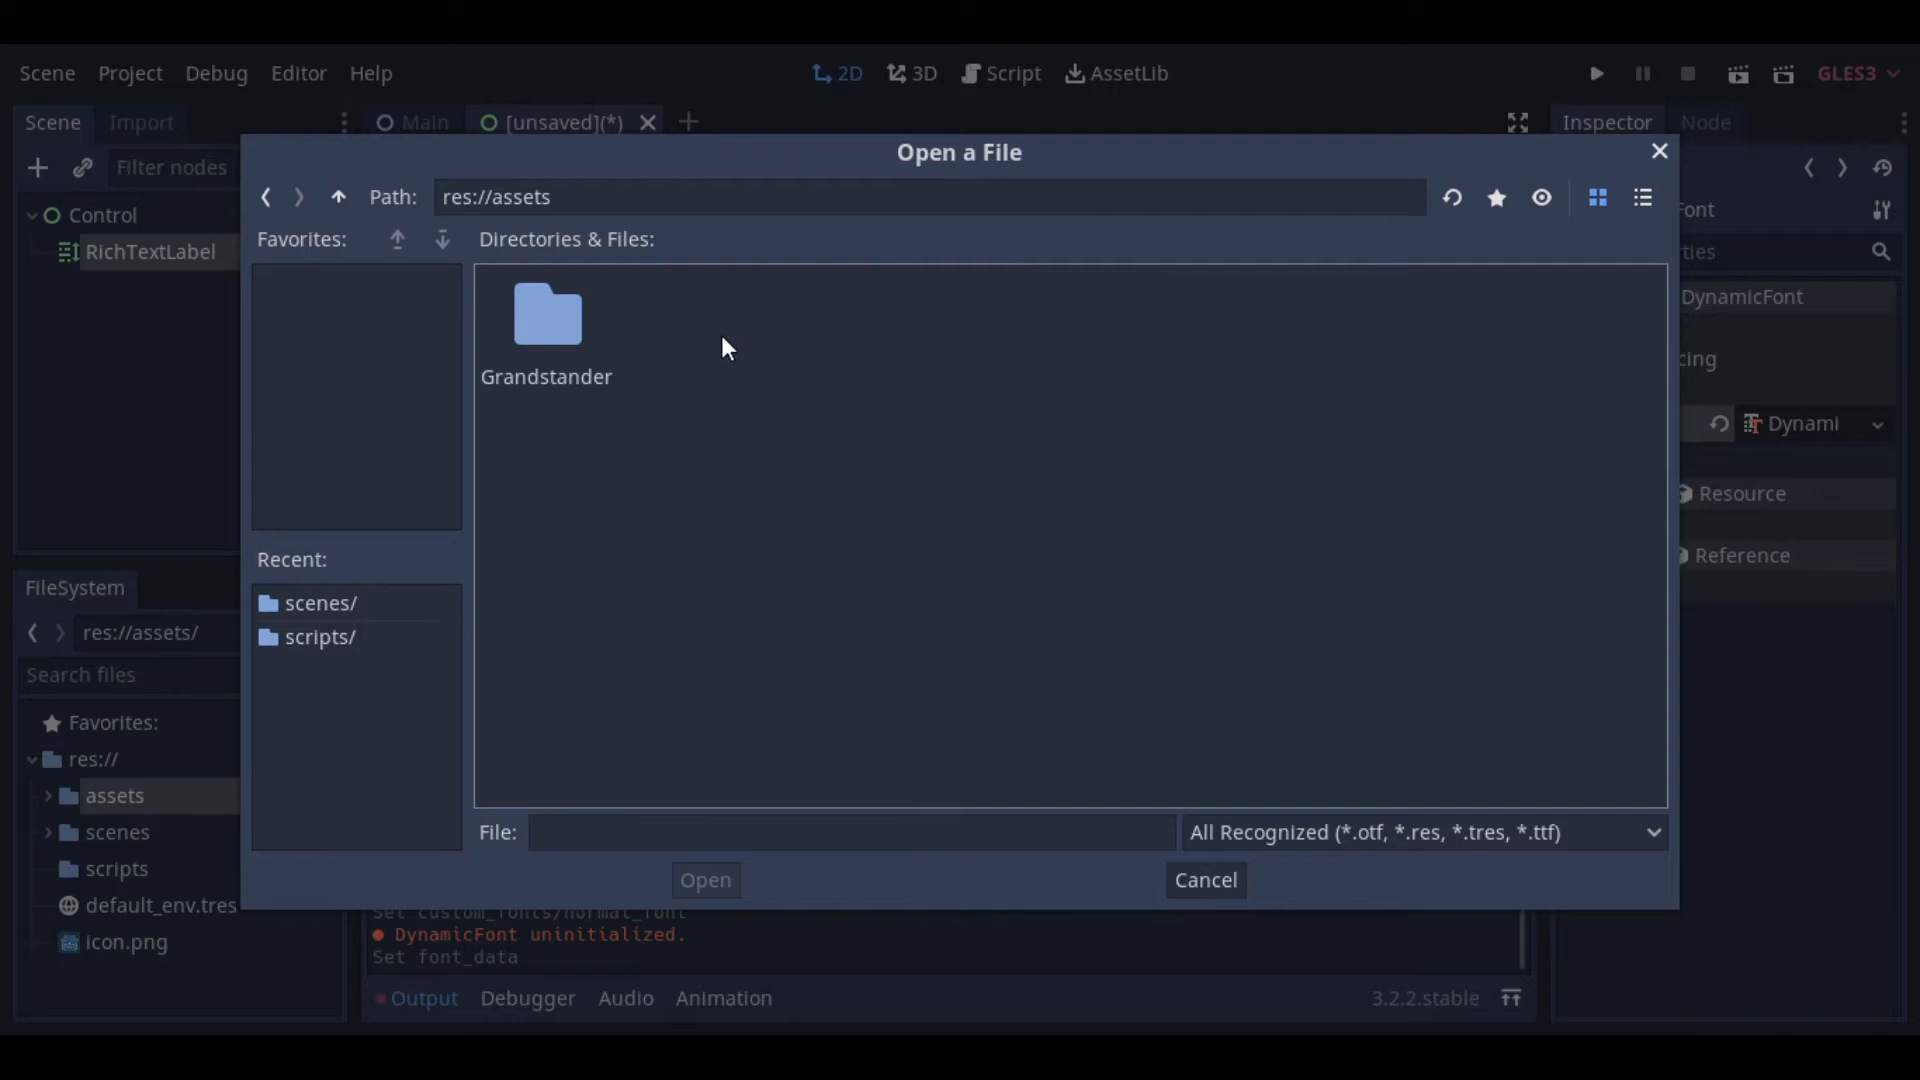 Scene Project Debug Editor Help 2D 3D Script AssetLib GLES3
Scene Import Main [unsaved](*) Inspector Node
Open a File
Filter nodes Path: res://assets
Control
Favorites: Directories & Files:
RichTextLabel
DynamicFont
Grandstander
Dynami
Resource
Reference
Recent:
scenes/
scripts/
FileSystem
res://assets/
Search files
Favorites:
res://
assets
scenes
scripts
default_env.tres
icon.png
File: All Recognized (*.otf, *.res, *.tres, *.ttf)
Open Cancel
Set custom_fonts/normal_font
DynamicFont uninitialized.
Set font_data
Output Debugger Audio Animation 3.2.2.stable